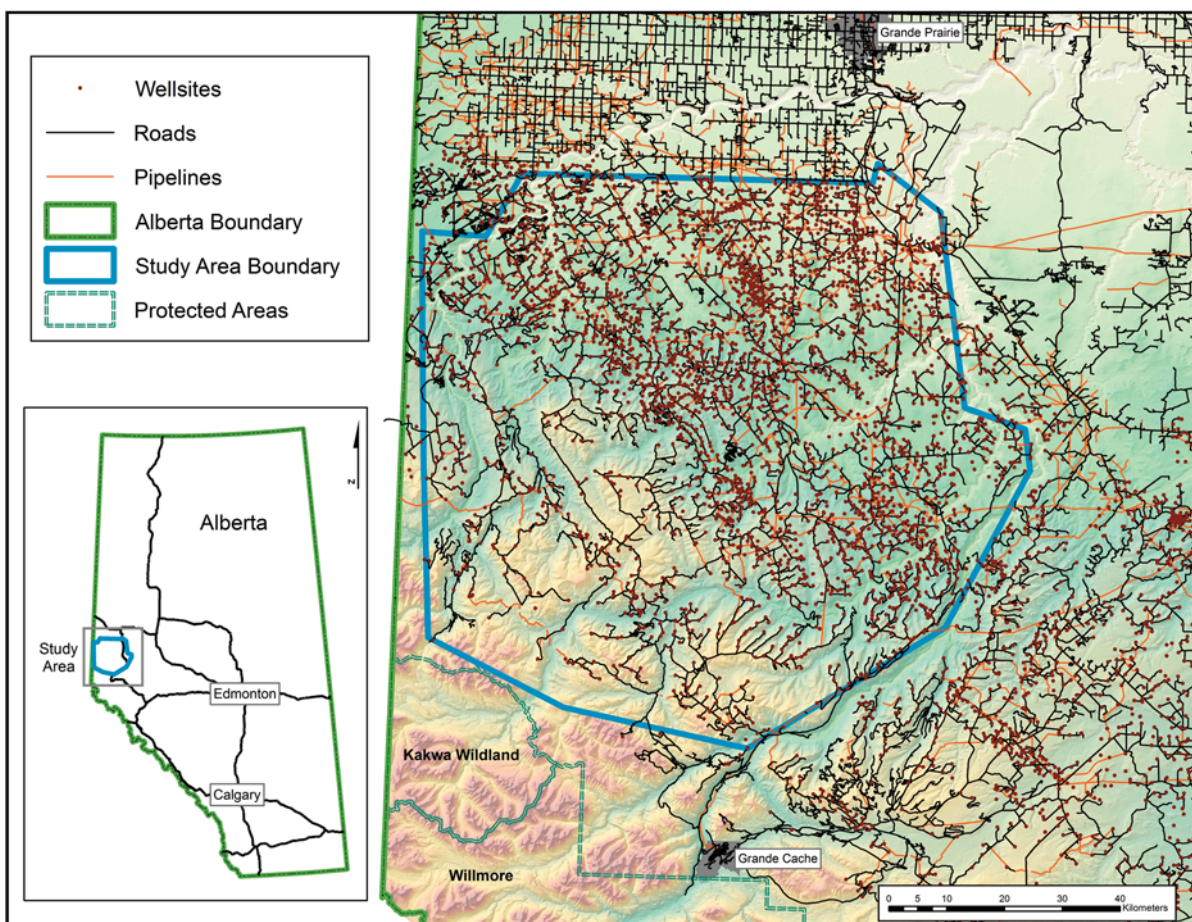 Wellsites
Roads
Pipelines
Alberta Boundary
Study Area Boundary
Protected Areas
Grande Prairie
N
Alberta
Study
Area
Edmonton
Calgary
Kakwa Wildland
Willmore
Grande Cache
0 5 10 20 30 40
Kilometers